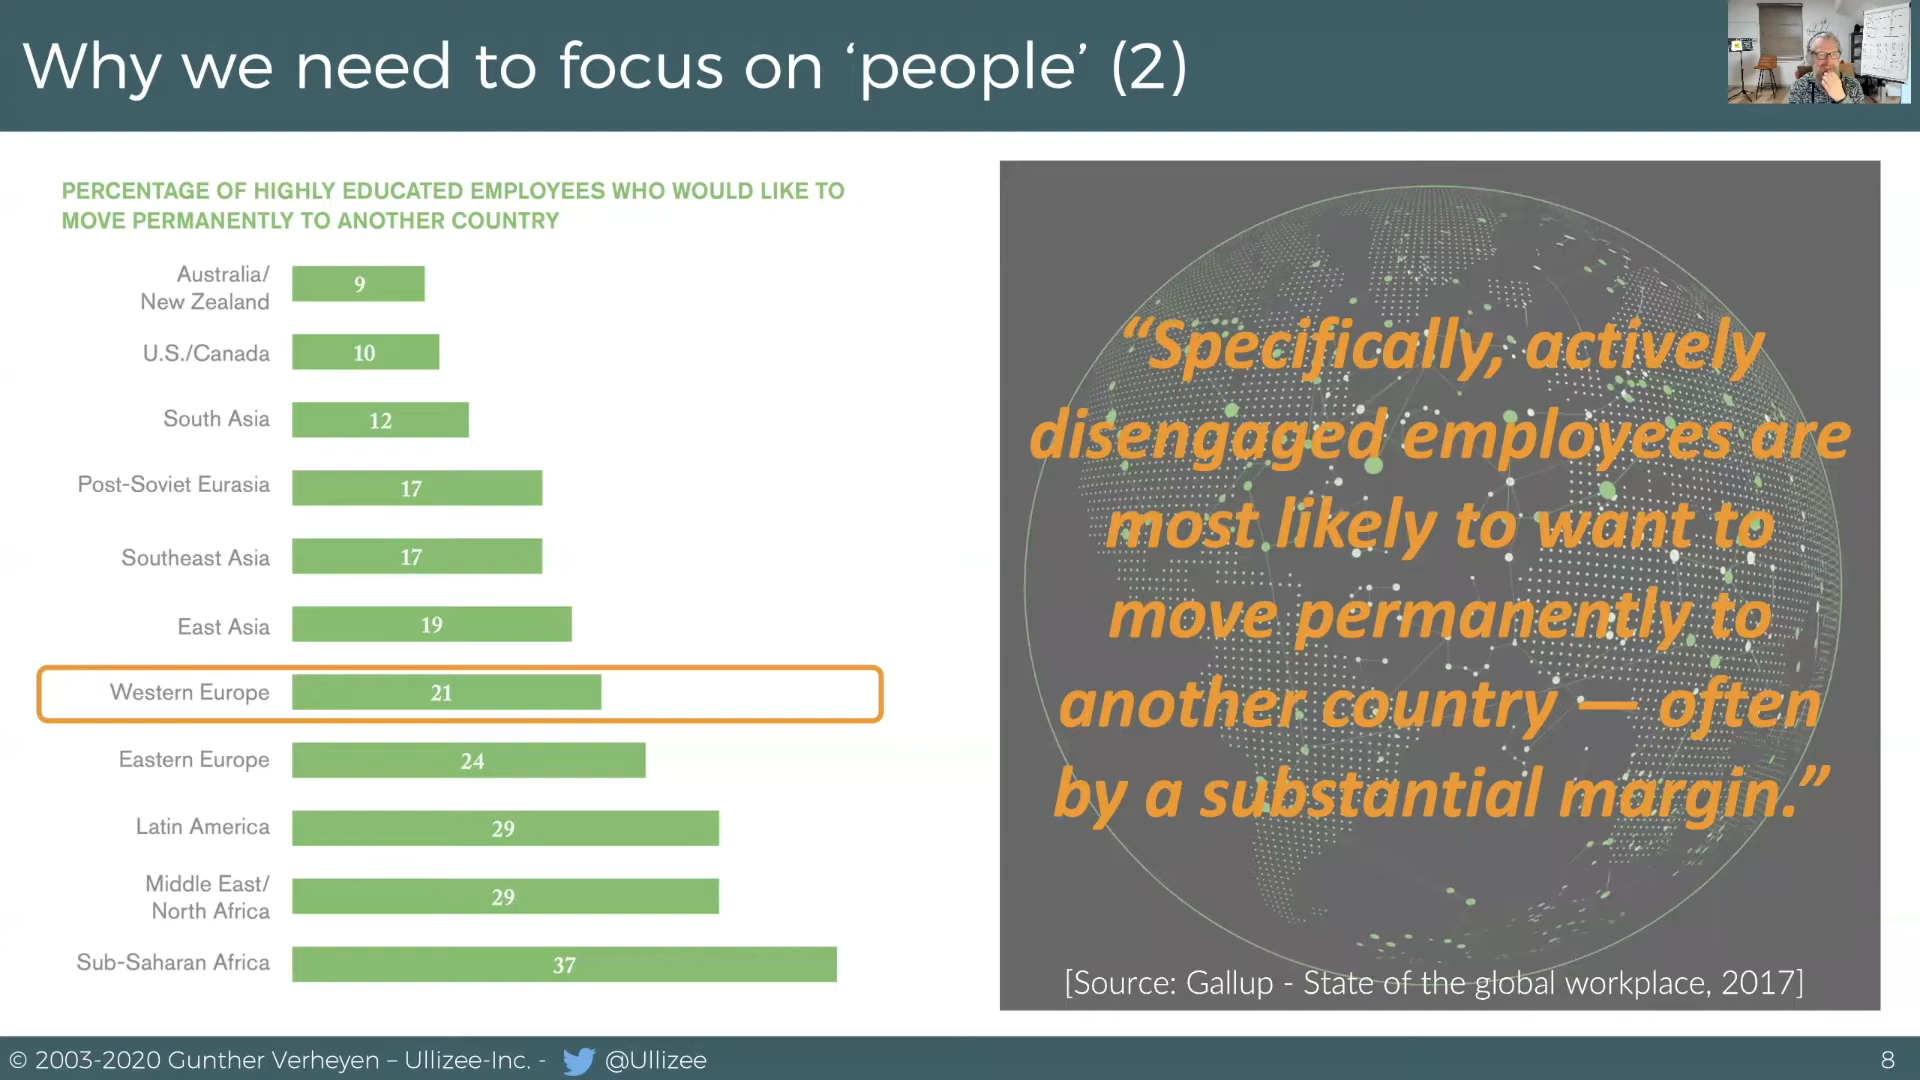 Why we need to focus on ‘people’ (2)
PERCENTAGE OF HIGHLY EDUCATED EMPLOYEES WHO WOULD LIKE TO
MOVE PERMANENTLY TO ANOTHER COUNTRY
Australia/
New Zealand
9
U.S./Canada
10
South Asia
12
Post-Soviet Eurasia
17
Southeast Asia
17
East Asia
19
Western Europe
21
Eastern Europe
24
Latin America
29
Middle East/
North Africa
29
Sub-Saharan Africa
37
“Specifically, actively
disengaged employees are
most likely to want to
move permanently to
another country — often
by a substantial margin.”
[Source: Gallup - State of the global workplace, 2017]
© 2003-2020 Gunther Verheyen – Ullizee-Inc. - @Ullizee
8